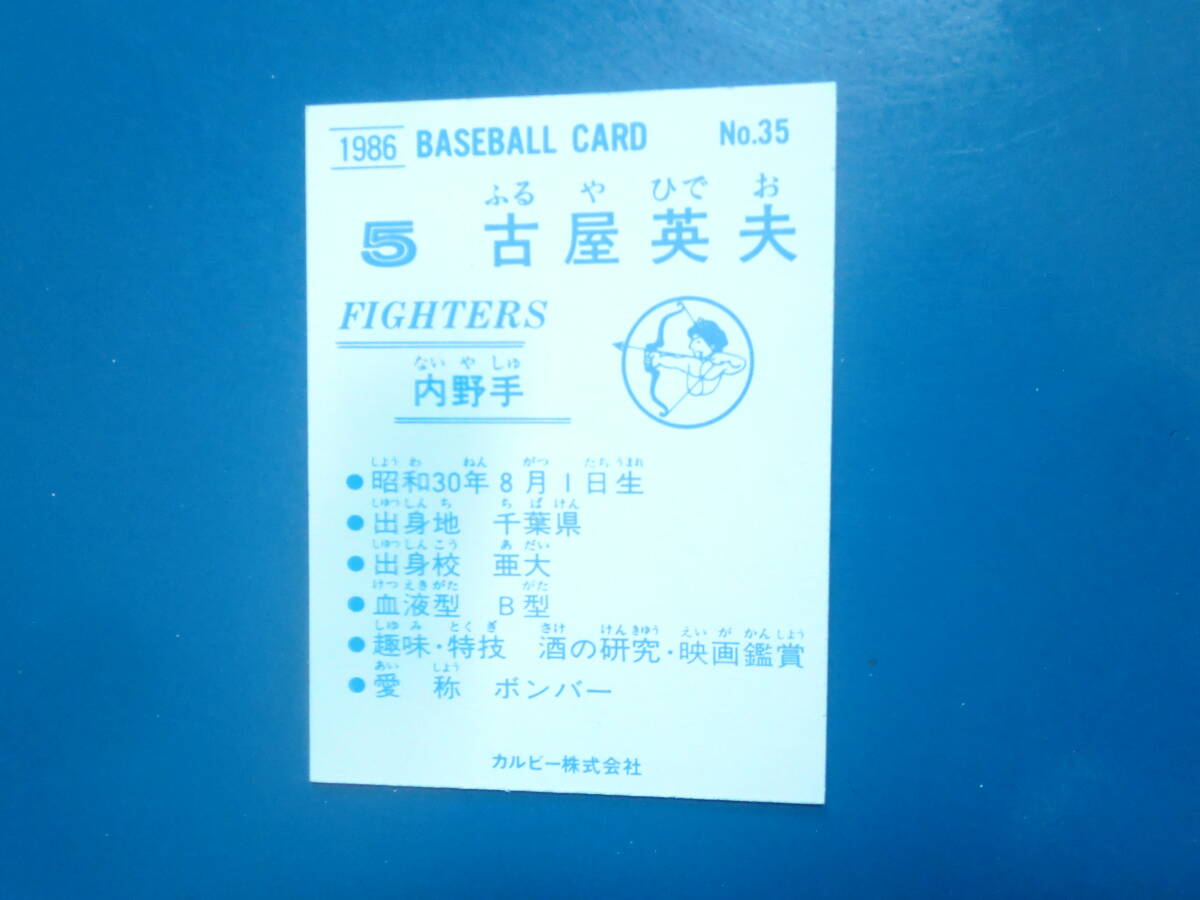 1986 BASEBALL CARD No.35
ふる や ひで お
5 古屋英夫
FIGHTERS
ない や しゅ
内野手
しょう わ ねん がつ たち うまれ
●昭和30年8月1日生
しゅっしん ち ち ば けん
●出身地 千葉県
しゅっしんこう あ だい
●出身校 亜大
けつ えき がた がた
●血液型 B型
しゅ み とく ぎ さけ けんきゅう えい が かんしょう
●趣味・特技 酒の研究・映画鑑賞
あい しょう
●愛 称 ボンバー
カルビー株式会社